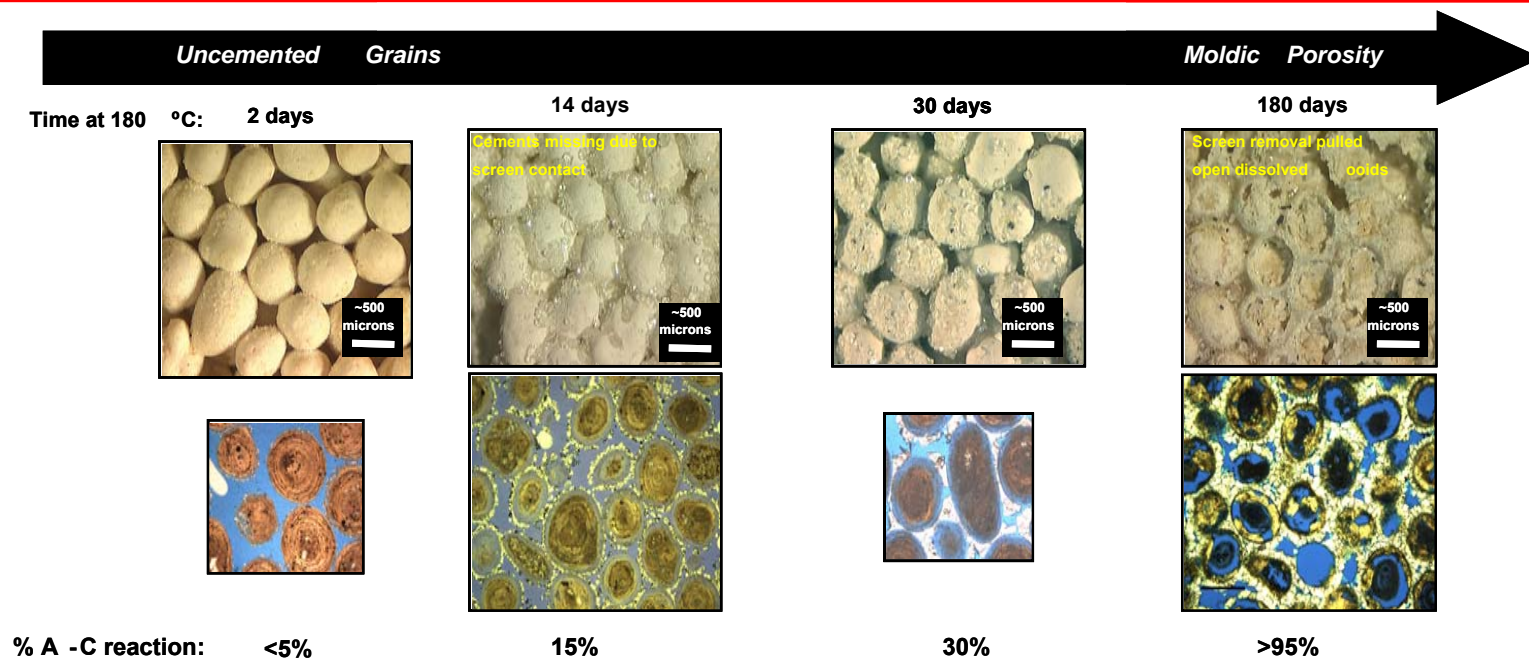 Uncemented Grains
Moldic Porosity
Time at 180 ºC:
2 days
14 days
30 days
180 days
Cements missing due to
screen contact
Screen removal pulled
open dissolved ooids
~500
microns
~500
microns
~500
microns
~500
microns
% A -C reaction:
<5%
15%
30%
>95%